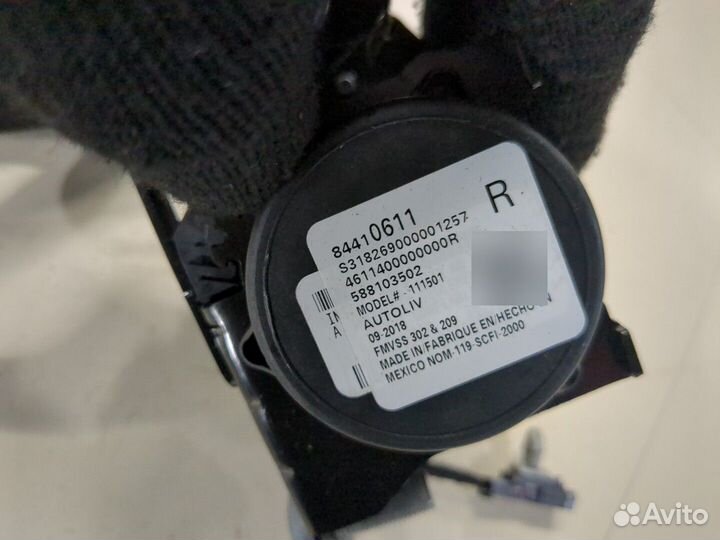 84410611
R
S318269000001257
4611400000000R
588103502
MODEL# -111501
AUTOLIV
09-2018
FMVSS 302 & 209
MADE IN/FABRIQUE EN/HECHO EN
MEXICO NOM-119-SCFI-2000
IN
A
Avito